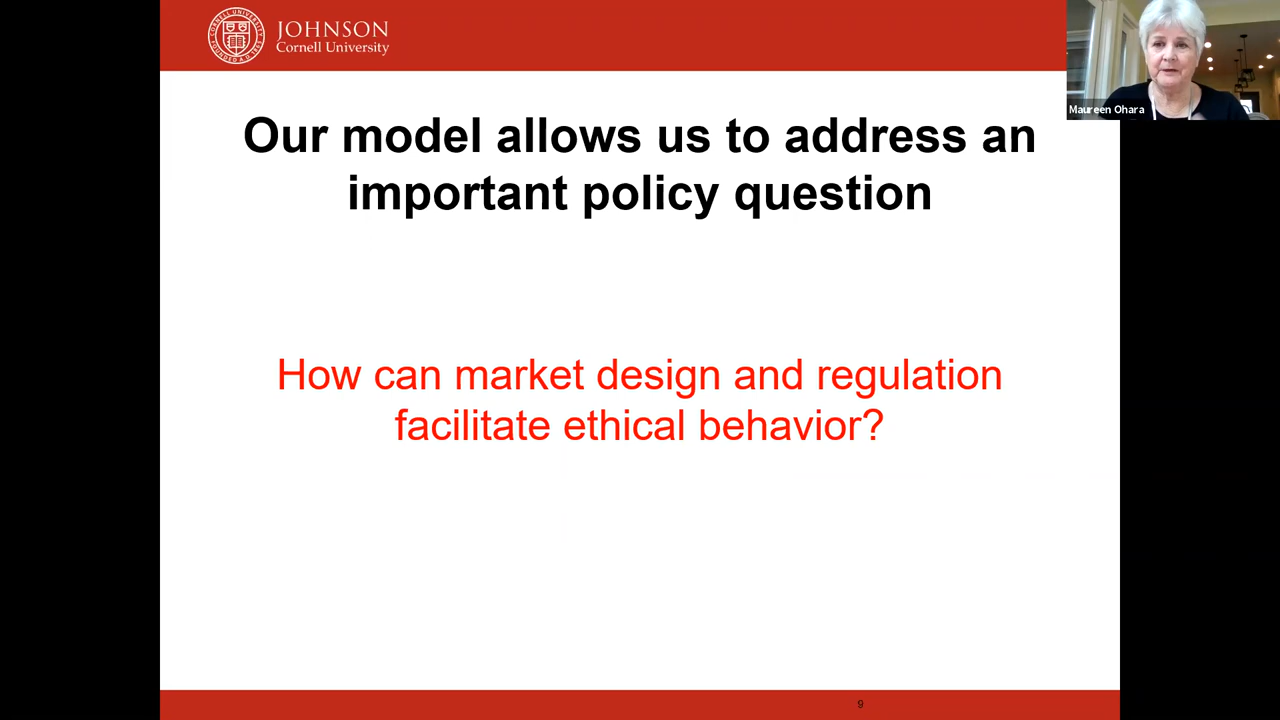 JOHNSON
Cornell University
Maureen Ohara
Our model allows us to address an
important policy question
How can market design and regulation
facilitate ethical behavior?
9